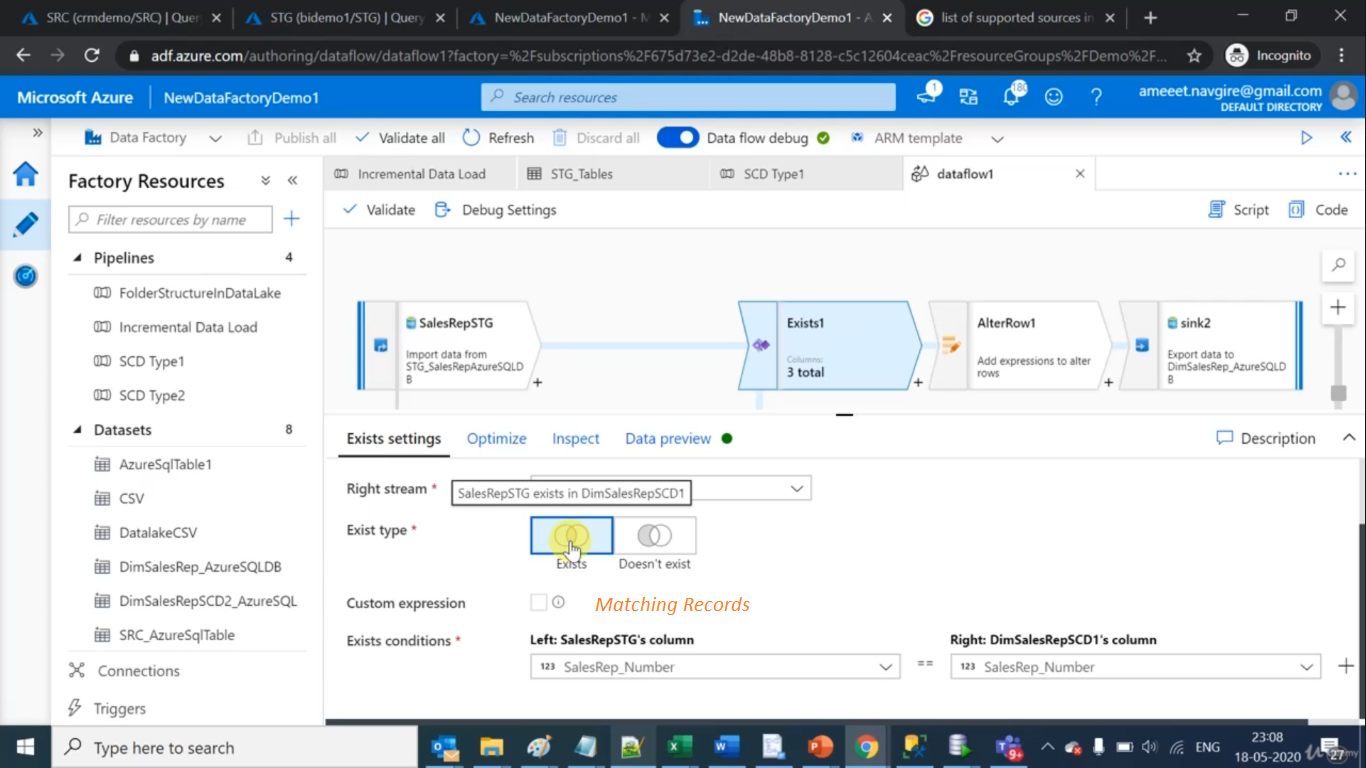 SRC (crmdemo/SRC) | Quer
STG (bidemo1/STG) | Query
NewDataFactoryDemo1 - M
NewDataFactoryDemo1 - A
list of supported sources in
adf.azure.com/authoring/dataflow/dataflow1?factory=%2Fsubscriptions%2F675d73e2-d2de-48b8-8128-c5c12604ceac%2FresourceGroups%2FDemo%2F...
Incognito
Microsoft Azure
NewDataFactoryDemo1
Search resources
1
180
ameeet.navgire@gmail.com
DEFAULT DIRECTORY
Data Factory
Publish all
Validate all
Refresh
Discard all
Data flow debug
ARM template
Factory Resources
Incremental Data Load
STG_Tables
SCD Type1
dataflow1
Filter resources by name
Validate
Debug Settings
Script
Code
Pipelines
4
FolderStructureInDataLake
Incremental Data Load
SCD Type1
SCD Type2
Datasets
8
AzureSqlTable1
CSV
DatalakeCSV
DimSalesRep_AzureSQLDB
DimSalesRepSCD2_AzureSQL
SRC_AzureSqlTable
Connections
Triggers
SalesRepSTG
Import data from
STG_SalesRepAzureSQLD
B
Exists1
Columns:
3 total
AlterRow1
Add expressions to alter
rows
sink2
Export data to
DimSalesRep_AzureSQLD
B
Exists settings
Optimize
Inspect
Data preview
Description
Right stream *
SalesRepSTG exists in DimSalesRepSCD1
Exist type *
Exists
Doesn't exist
Custom expression
Matching Records
Exists conditions *
Left: SalesRepSTG's column
Right: DimSalesRepSCD1's column
123 SalesRep_Number
==
123 SalesRep_Number
Type here to search
9+
ENG
23:08
18-05-2020
27